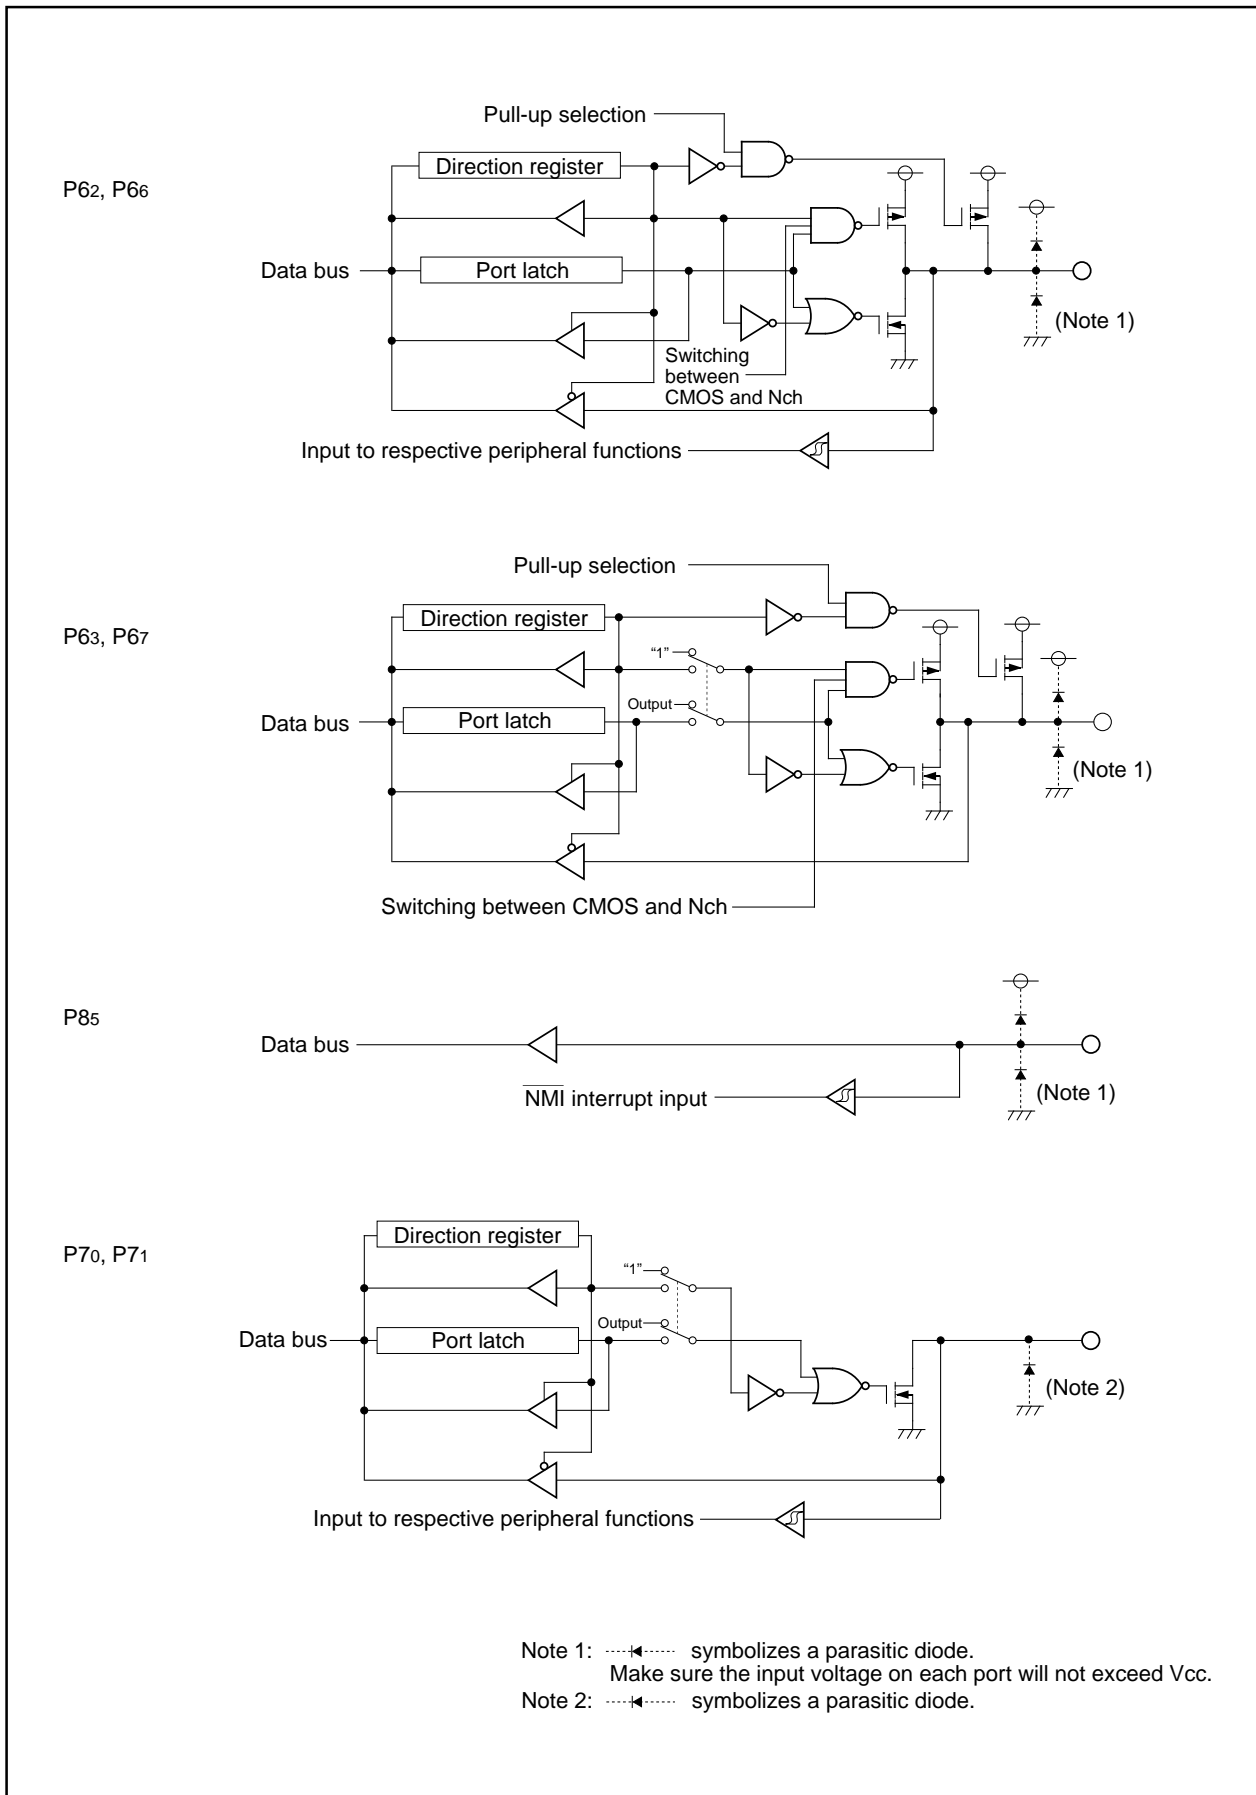 Pull-up selection
Direction register
P62, P66
Data bus
Port latch
(Note 1)
Switching
between
CMOS and Nch
Input to respective peripheral functions
Pull-up selection
Direction register
P63, P67
“1”
Output
Data bus
Port latch
(Note 1)
Switching between CMOS and Nch
P85
Data bus
NMI interrupt input
(Note 1)
Direction register
P70, P71
“1”
Output
Data bus
Port latch
(Note 2)
Input to respective peripheral functions
Note 1: symbolizes a parasitic diode.
Make sure the input voltage on each port will not exceed Vcc.
Note 2: symbolizes a parasitic diode.